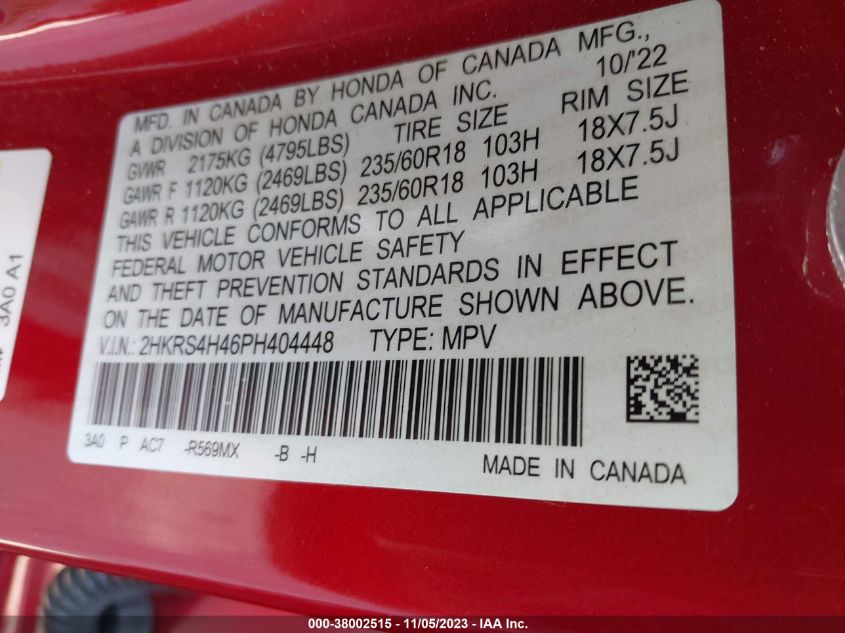 MFD. IN CANADA BY HONDA OF CANADA MFG.,
A DIVISION OF HONDA CANADA INC. 10/'22
GVWR 2175KG (4795LBS) TIRE SIZE RIM SIZE
GAWR F 1120KG (2469LBS) 235/60R18 103H 18X7.5J
GAWR R 1120KG (2469LBS) 235/60R18 103H 18X7.5J
THIS VEHICLE CONFORMS TO ALL APPLICABLE
FEDERAL MOTOR VEHICLE SAFETY
AND THEFT PREVENTION STANDARDS IN EFFECT
ON THE DATE OF MANUFACTURE SHOWN ABOVE.
V.I.N.: 2HKRS4H46PH404448 TYPE: MPV
3A0 P AC7 -R569MX -B -H
MADE IN CANADA
3A0 A1
000-38002515 - 11/05/2023 - IAA Inc.